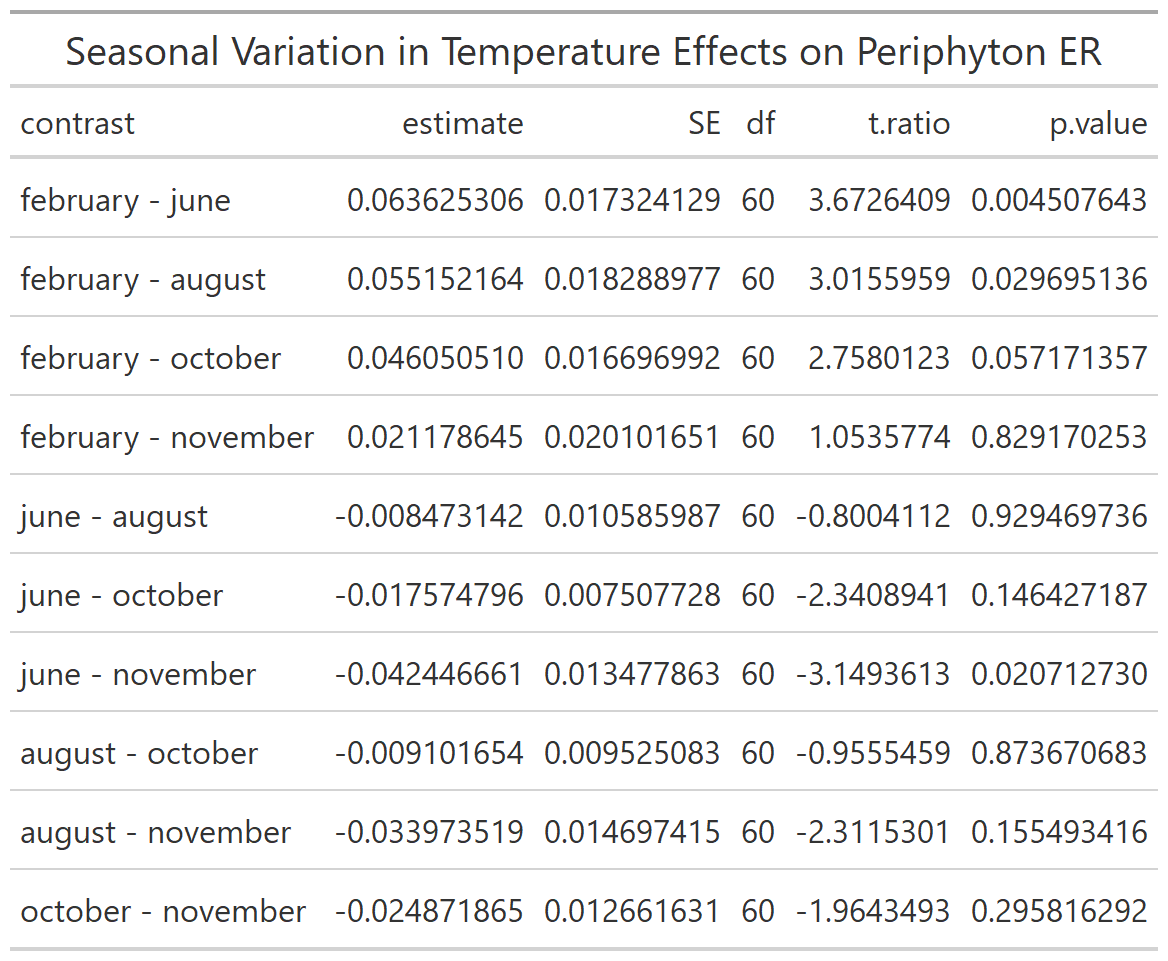 Seasonal Variation in Temperature Effects on Periphyton ER
contrast estimate SE df t.ratio p.value
february - june 0.063625306 0.017324129 60 3.6726409 0.004507643
february - august 0.055152164 0.018288977 60 3.0155959 0.029695136
february - october 0.046050510 0.016696992 60 2.7580123 0.057171357
february - november 0.021178645 0.020101651 60 1.0535774 0.829170253
june - august -0.008473142 0.010585987 60 -0.8004112 0.929469736
june - october -0.017574796 0.007507728 60 -2.3408941 0.146427187
june - november -0.042446661 0.013477863 60 -3.1493613 0.020712730
august - october -0.009101654 0.009525083 60 -0.9555459 0.873670683
august - november -0.033973519 0.014697415 60 -2.3115301 0.155493416
october - november -0.024871865 0.012661631 60 -1.9643493 0.295816292